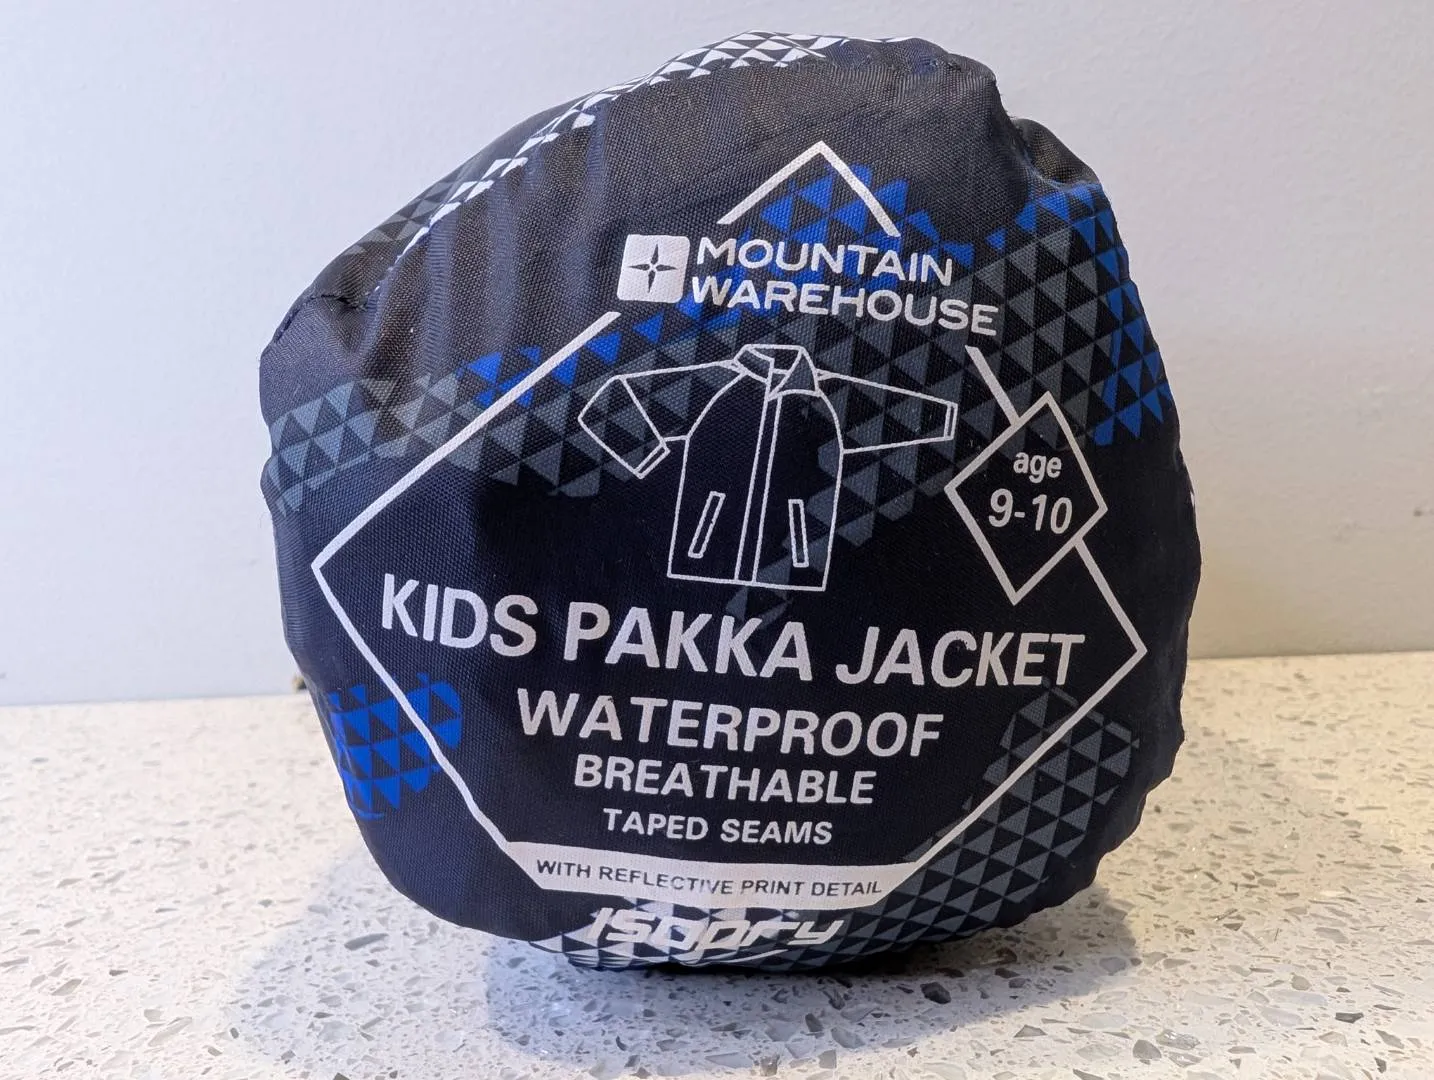 MOUNTAIN
WAREHOUSE
age
9-10
KIDS PAKKA JACKET
WATERPROOF
BREATHABLE
TAPED SEAMS
WITH REFLECTIVE PRINT DETAIL
ISODRY